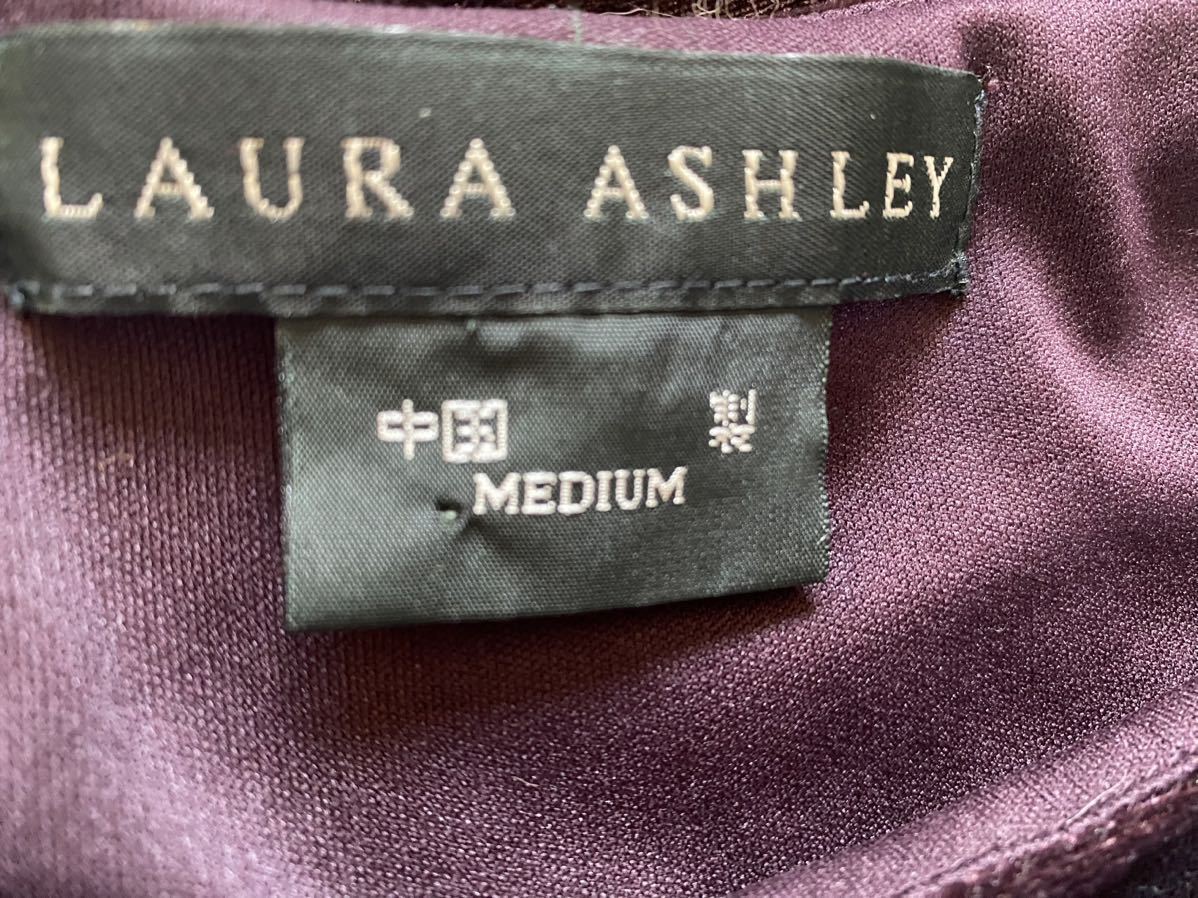 LAURA ASHLEY
中国 製
MEDIUM